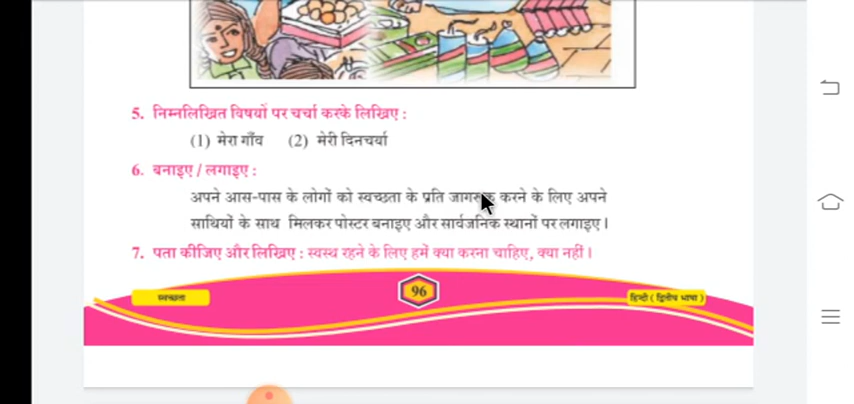 5. निम्नलिखित विषयों पर चर्चा करके लिखिए :
(1) मेरा गाँव (2) मेरी दिनचर्या
6. बनाइए / लगाइए :
अपने आस-पास के लोगों को स्वच्छता के प्रति जागरूक करने के लिए अपने
साथियों के साथ मिलकर पोस्टर बनाइए और सार्वजनिक स्थानों पर लगाइए ।
7. पता कीजिए और लिखिए : स्वस्थ रहने के लिए हमें क्या करना चाहिए, क्या नहीं ।
स्वच्छता 96 हिन्दी ( द्वितीय भाषा )